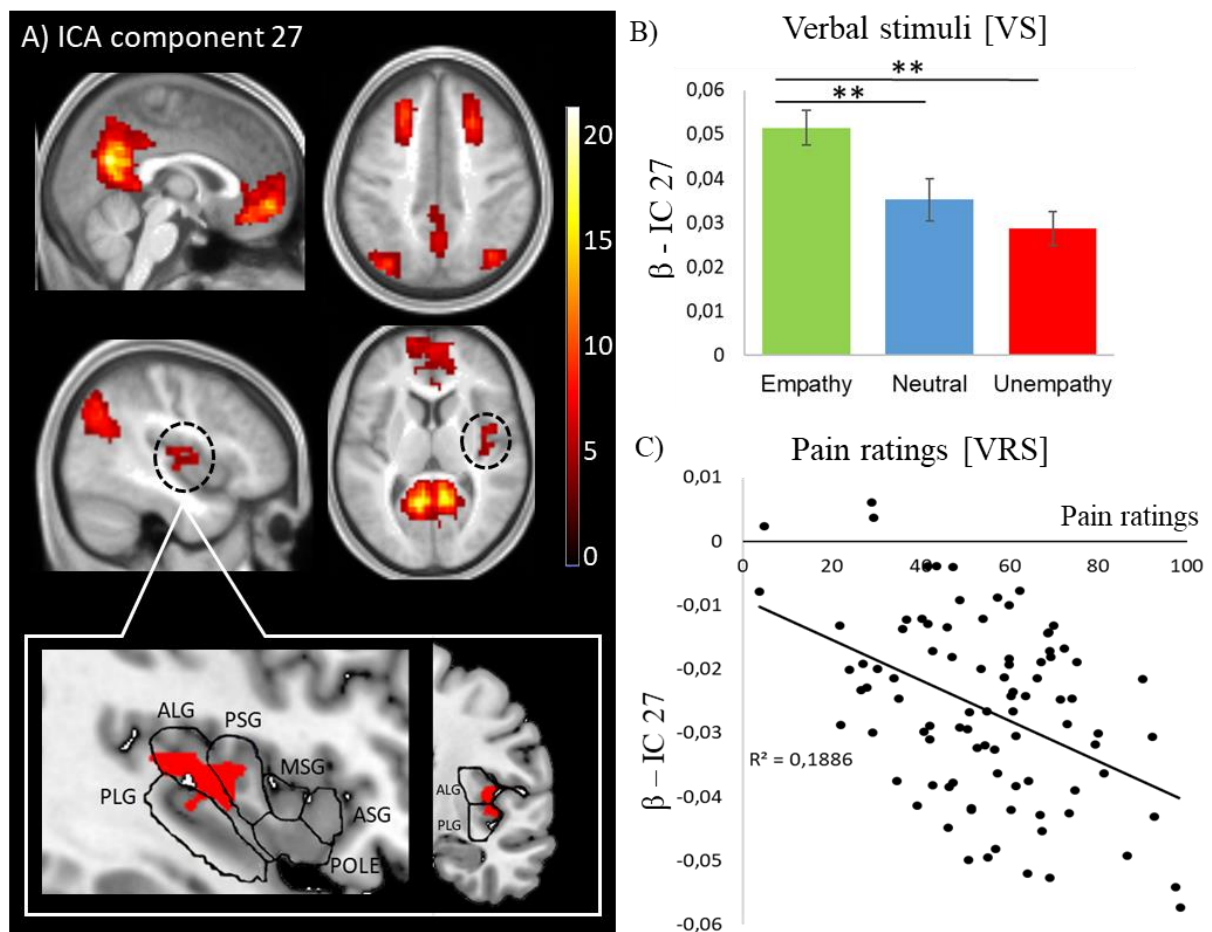 A) ICA component 27
20
15
10
5
0
ALG
PSG
MSG
PLG
ASG
POLE
ALG
PLG
B)
Verbal stimuli [VS]
**
**
β - IC 27
0,06
0,05
0,04
0,03
0,02
0,01
0
Empathy Neutral Unempathy
C)
Pain ratings [VRS]
Pain ratings
β – IC 27
0,01
0
-0,01
-0,02
-0,03
-0,04
-0,05
-0,06
0 20 40 60 80 100
R² = 0,1886